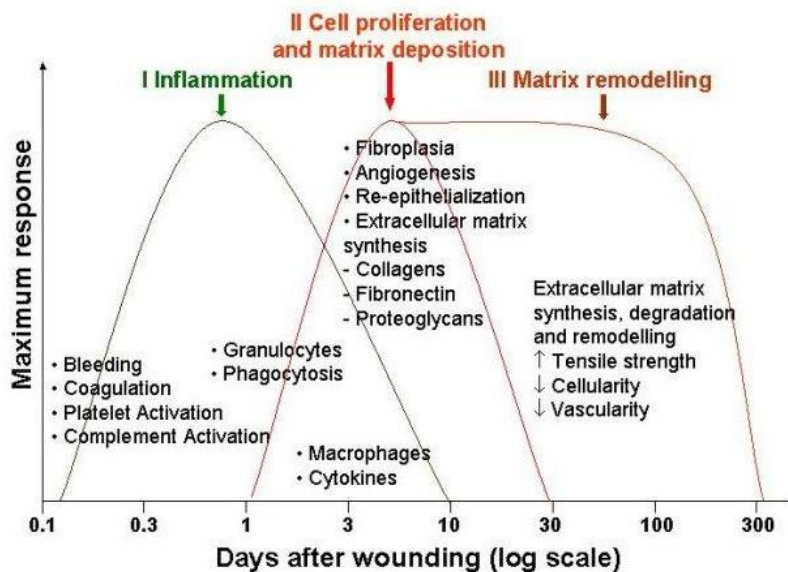 II Cell proliferation
and matrix deposition
I Inflammation
III Matrix remodelling
Maximum response
• Fibroplasia
• Angiogenesis
• Re-epithelialization
• Extracellular matrix
synthesis
- Collagens
- Fibronectin
- Proteoglycans
Extracellular matrix
synthesis, degradation
and remodelling
↑ Tensile strength
↓ Cellularity
↓ Vascularity
• Granulocytes
• Phagocytosis
• Bleeding
• Coagulation
• Platelet Activation
• Complement Activation
• Macrophages
• Cytokines
0.1 0.3 1 3 10 30 100 300
Days after wounding (log scale)